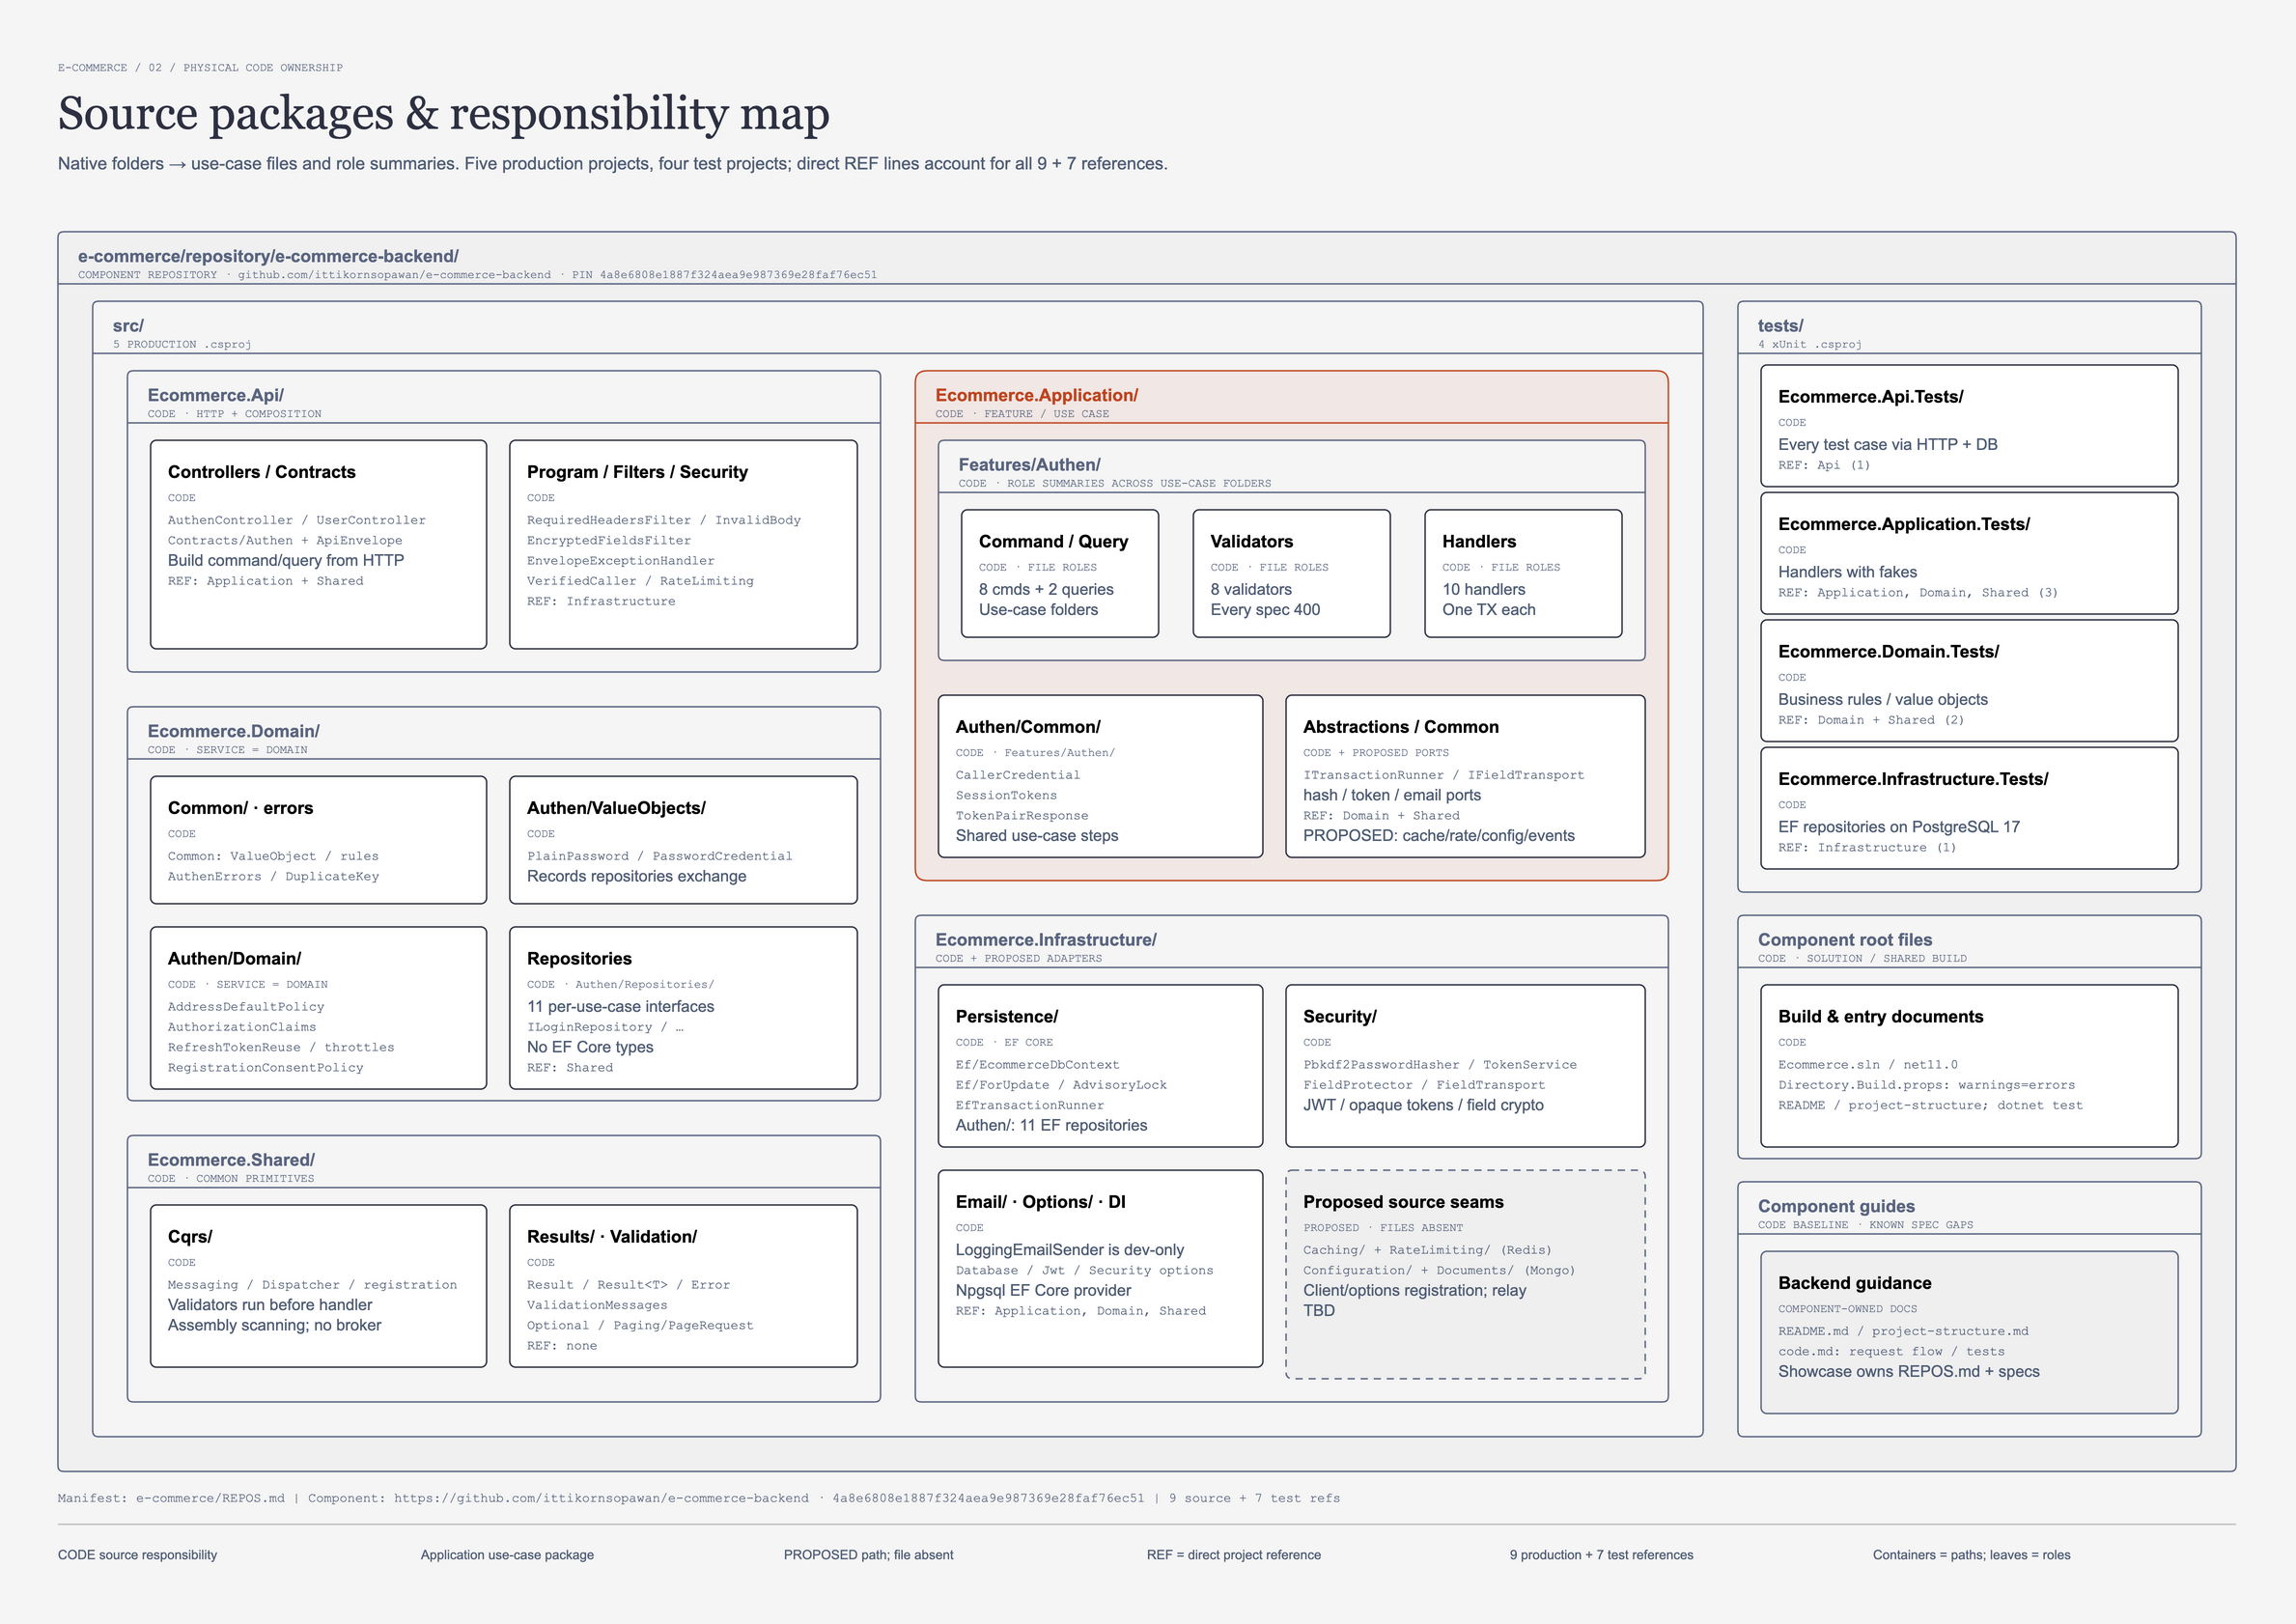 E-COMMERCE / 02 / PHYSICAL CODE OWNERSHIP
Source packages & responsibility map
Native folders → use-case files and role summaries. Five production projects, four test projects; direct REF lines account for all 9 + 7 references.
e-commerce/repository/e-commerce-backend/
COMPONENT REPOSITORY · github.com/ittikornsopawan/e-commerce-backend · PIN 4a8e6808e1887f324aea9e987369e28faf76ec51
src/
5 PRODUCTION .csproj
Ecommerce.Api/
CODE · HTTP + COMPOSITION
Controllers / Contracts
CODE
AuthenController / UserController
Contracts/Authen + ApiEnvelope
Build command/query from HTTP
REF: Application + Shared
Program / Filters / Security
CODE
RequiredHeadersFilter / InvalidBody
EncryptedFieldsFilter
EnvelopeExceptionHandler
VerifiedCaller / RateLimiting
REF: Infrastructure
Ecommerce.Domain/
CODE · SERVICE = DOMAIN
Common/ · errors
CODE
Common: ValueObject / rules
AuthenErrors / DuplicateKey
Authen/ValueObjects/
CODE
PlainPassword / PasswordCredential
Records repositories exchange
Authen/Domain/
CODE · SERVICE = DOMAIN
AddressDefaultPolicy
AuthorizationClaims
RefreshTokenReuse / throttles
RegistrationConsentPolicy
Repositories
CODE · Authen/Repositories/
11 per-use-case interfaces
ILoginRepository / …
No EF Core types
REF: Shared
Ecommerce.Shared/
CODE · COMMON PRIMITIVES
Cqrs/
CODE
Messaging / Dispatcher / registration
Validators run before handler
Assembly scanning; no broker
Results/ · Validation/
CODE
Result / Result<T> / Error
ValidationMessages
Optional / Paging/PageRequest
REF: none
Ecommerce.Application/
CODE · FEATURE / USE CASE
Features/Authen/
CODE · ROLE SUMMARIES ACROSS USE-CASE FOLDERS
Command / Query
CODE · FILE ROLES
8 cmds + 2 queries
Use-case folders
Validators
CODE · FILE ROLES
8 validators
Every spec 400
Handlers
CODE · FILE ROLES
10 handlers
One TX each
Authen/Common/
CODE · Features/Authen/
CallerCredential
SessionTokens
TokenPairResponse
Shared use-case steps
Abstractions / Common
CODE + PROPOSED PORTS
ITransactionRunner / IFieldTransport
hash / token / email ports
REF: Domain + Shared
PROPOSED: cache/rate/config/events
Ecommerce.Infrastructure/
CODE + PROPOSED ADAPTERS
Persistence/
CODE · EF CORE
Ef/EcommerceDbContext
Ef/ForUpdate / AdvisoryLock
EfTransactionRunner
Authen/: 11 EF repositories
Security/
CODE
Pbkdf2PasswordHasher / TokenService
FieldProtector / FieldTransport
JWT / opaque tokens / field crypto
Email/ · Options/ · DI
CODE
LoggingEmailSender is dev-only
Database / Jwt / Security options
Npgsql EF Core provider
REF: Application, Domain, Shared
Proposed source seams
PROPOSED · FILES ABSENT
Caching/ + RateLimiting/ (Redis)
Configuration/ + Documents/ (Mongo)
Client/options registration; relay
TBD
tests/
4 xUnit .csproj
Ecommerce.Api.Tests/
CODE
Every test case via HTTP + DB
REF: Api (1)
Ecommerce.Application.Tests/
CODE
Handlers with fakes
REF: Application, Domain, Shared (3)
Ecommerce.Domain.Tests/
CODE
Business rules / value objects
REF: Domain + Shared (2)
Ecommerce.Infrastructure.Tests/
CODE
EF repositories on PostgreSQL 17
REF: Infrastructure (1)
Component root files
CODE · SOLUTION / SHARED BUILD
Build & entry documents
CODE
Ecommerce.sln / net11.0
Directory.Build.props: warnings=errors
README / project-structure; dotnet test
Component guides
CODE BASELINE · KNOWN SPEC GAPS
Backend guidance
COMPONENT-OWNED DOCS
README.md / project-structure.md
code.md: request flow / tests
Showcase owns REPOS.md + specs
Manifest: e-commerce/REPOS.md | Component: https://github.com/ittikornsopawan/e-commerce-backend · 4a8e6808e1887f324aea9e987369e28faf76ec51 | 9 source + 7 test refs
CODE source responsibility
Application use-case package
PROPOSED path; file absent
REF = direct project reference
9 production + 7 test references
Containers = paths; leaves = roles